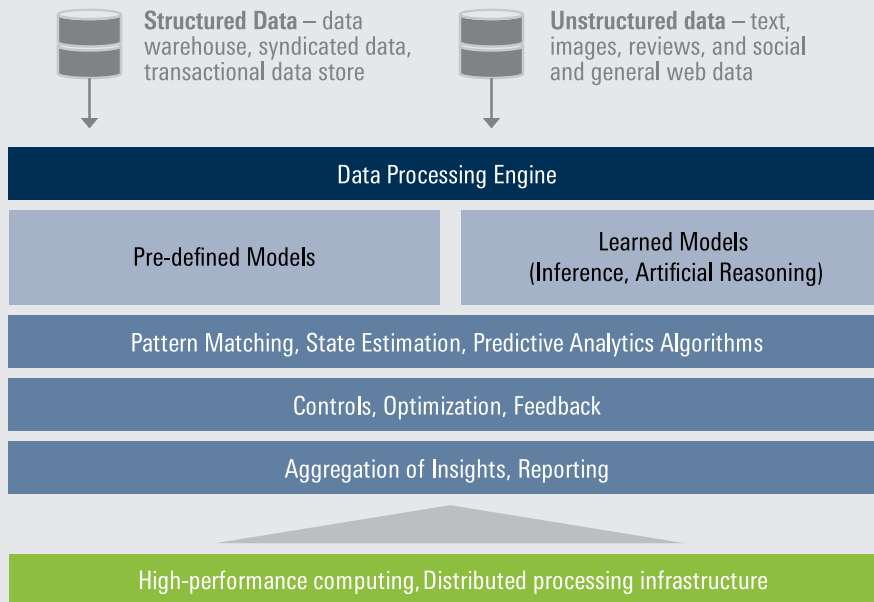 Structured Data – data
warehouse, syndicated data,
transactional data store
Unstructured data – text,
images, reviews, and social
and general web data
Data Processing Engine
Pre-defined Models
Learned Models
(Inference, Artificial Reasoning)
Pattern Matching, State Estimation, Predictive Analytics Algorithms
Controls, Optimization, Feedback
Aggregation of Insights, Reporting
High-performance computing, Distributed processing infrastructure